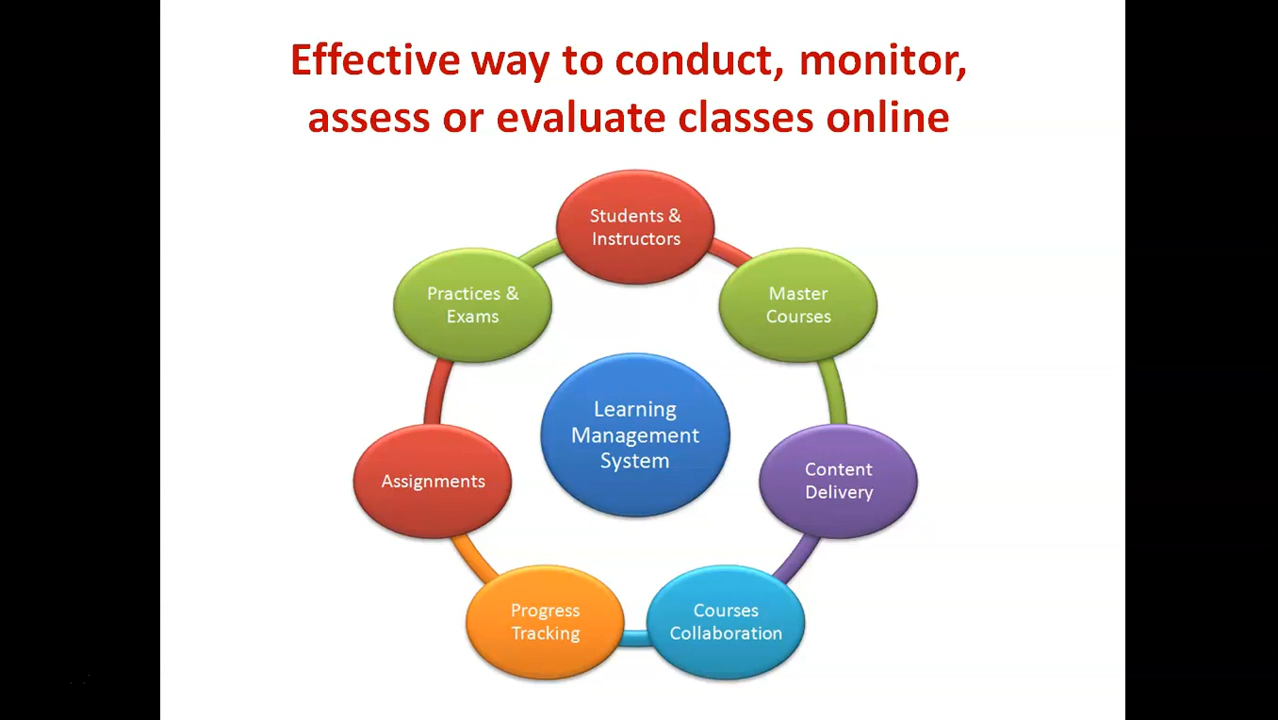 Effective way to conduct, monitor,
assess or evaluate classes online
Students &
Instructors
Master
Courses
Content
Delivery
Courses
Collaboration
Progress
Tracking
Assignments
Practices &
Exams
Learning
Management
System